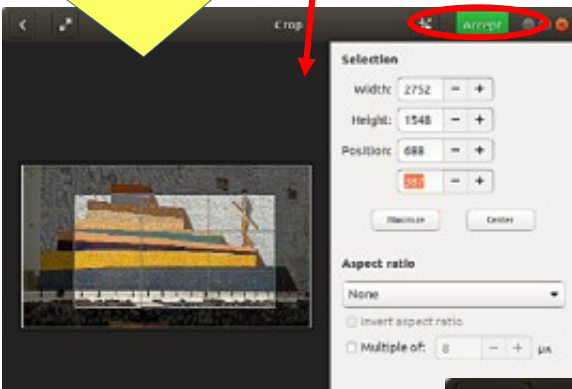 Crop
Accept
Selection
Width: 2752 - +
Height: 1548 - +
Position: 688 - +
387 - +
Maximize Center
Aspect ratio
None
Invert aspect ratio
Multiple of: 8 - + px